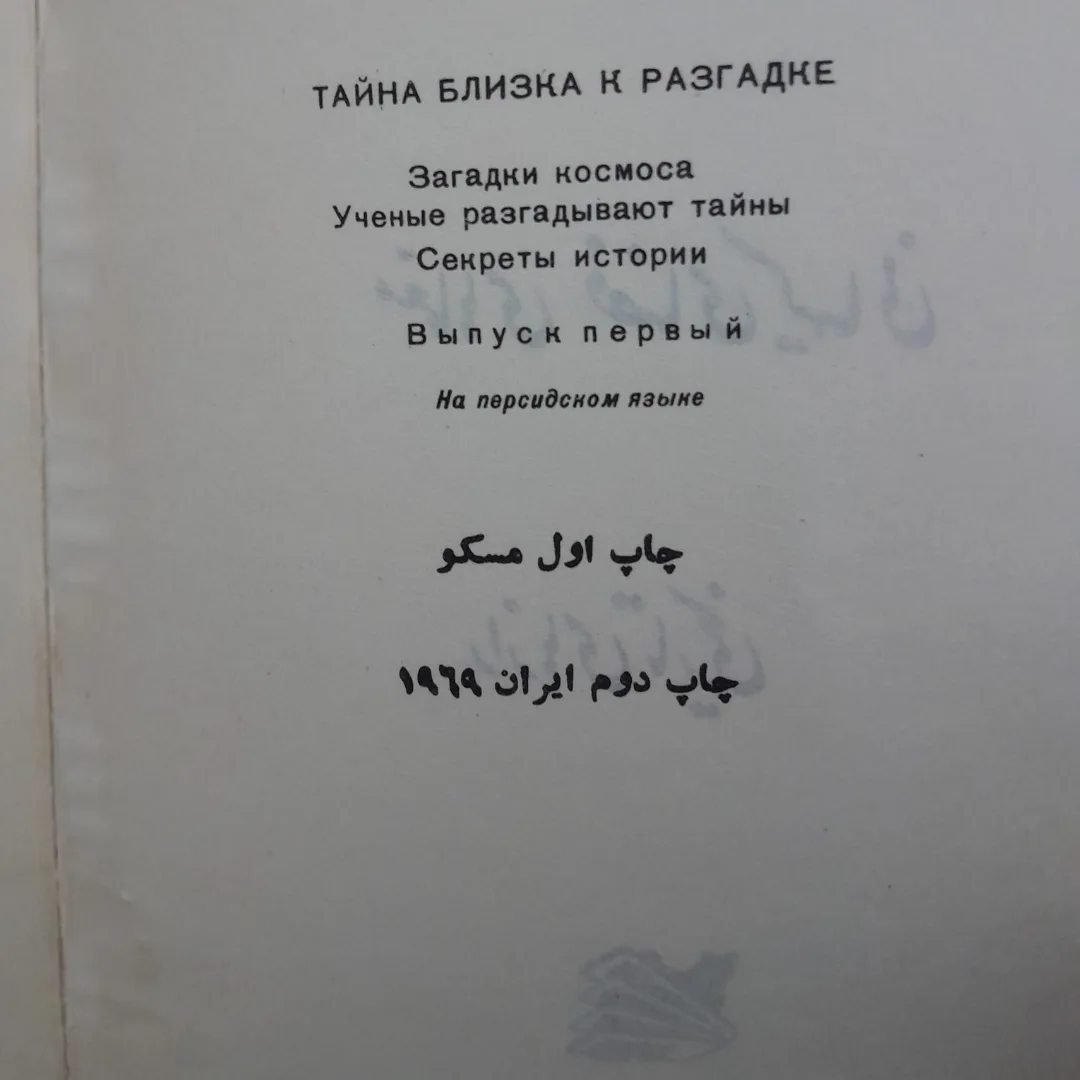 ТАЙНА БЛИЗКА К РАЗГАДКЕ
Загадки космоса
Ученые разгадывают тайны
Секреты истории
Выпуск первый
На персидском языке
چاپ اول مسکو
چاپ دوم ایران ۱۹٦۹